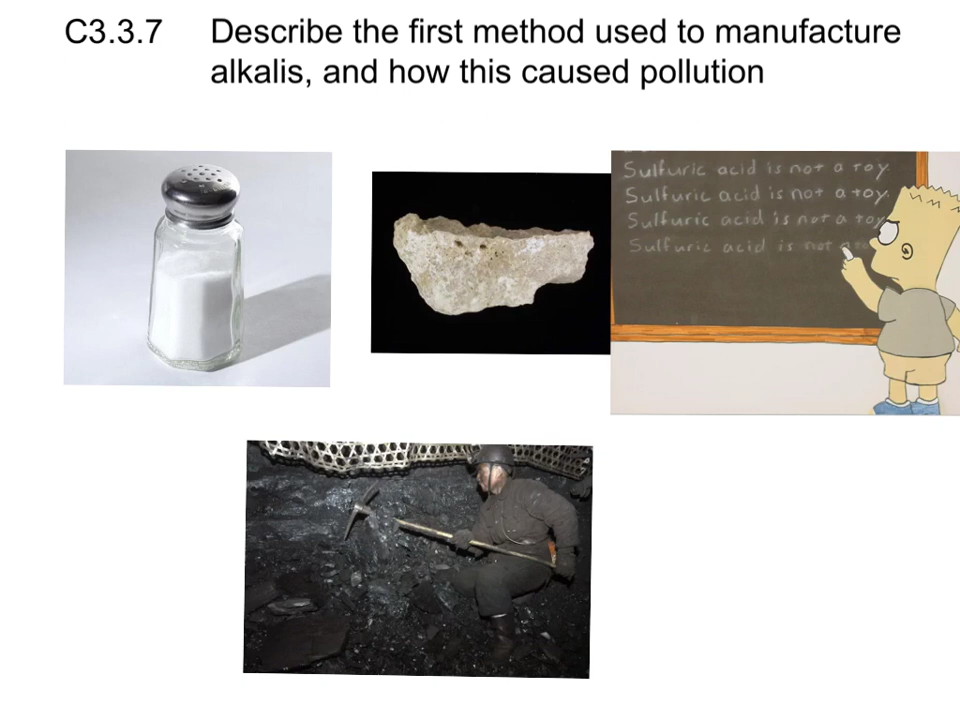 C3.3.7 Describe the first method used to manufacture
alkalis, and how this caused pollution
Sulfuric acid is not a toy.
Sulfuric acid is not a toy.
Sulfuric acid is not a toy
Sulfuric acid is not a